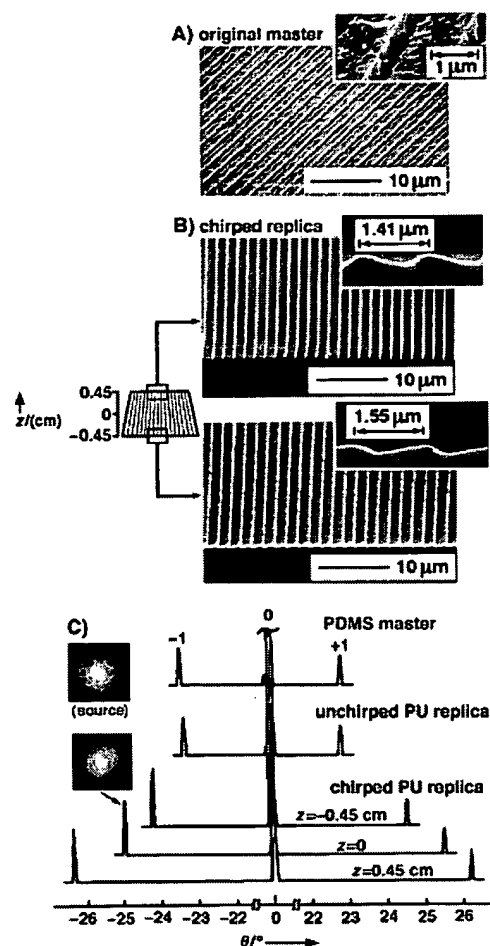 A) original master
1 μm
10 μm
B) chirped replica
1.41 μm
10 μm
0.45
z/(cm)
0
-0.45
1.55 μm
10 μm
C)
0
PDMS master
-1
+1
(source)
unchirped PU replica
chirped PU replica
z=-0.45 cm
z=0
z=0.45 cm
-26 -25 -24 -23 -22 0 22 23 24 25 26
θ/°